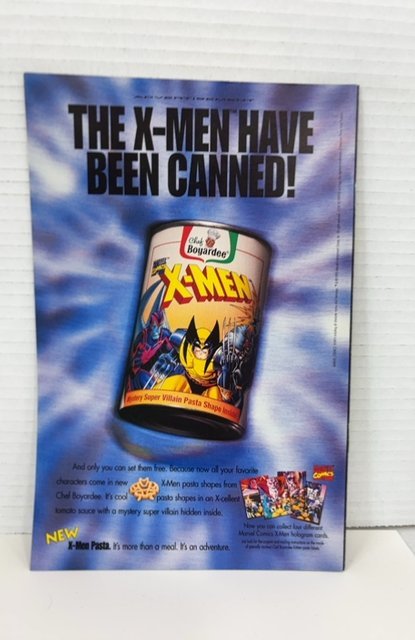 THE X-MEN™ HAVE
BEEN CANNED!
Chef
Boyardee®
X-MEN
Mystery Super Villain Pasta Shape Inside!
And only you can set them free. Because now all your favorite
characters come in new X-Men pasta shapes from
Chef Boyardee. It's cool pasta shapes in an X-cellent
tomato sauce with a mystery super villain hidden inside.
NEW
X-Men Pasta. It's more than a meal. It's an adventure.
MARVEL
COMICS
Now you can collect four different
Marvel Comics X-Men hologram cards.